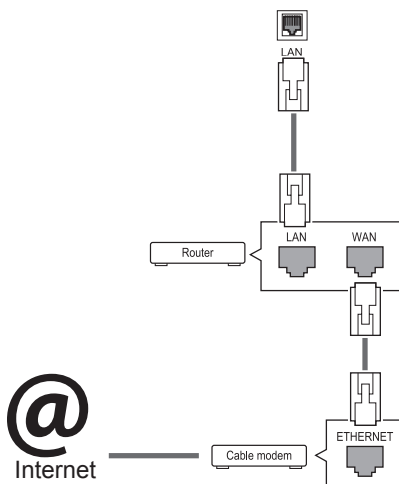 LAN
LAN WAN
Router
ETHERNET
@
Internet
Cable modem